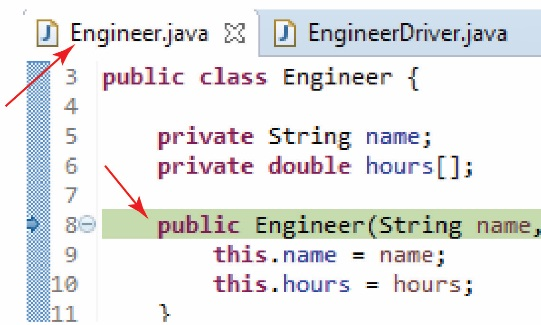 Engineer.java EngineerDriver.java
3 public class Engineer {
4
5 private String name;
6 private double hours[];
7
8 public Engineer(String name,
9 this.name = name;
10 this.hours = hours;
11 }